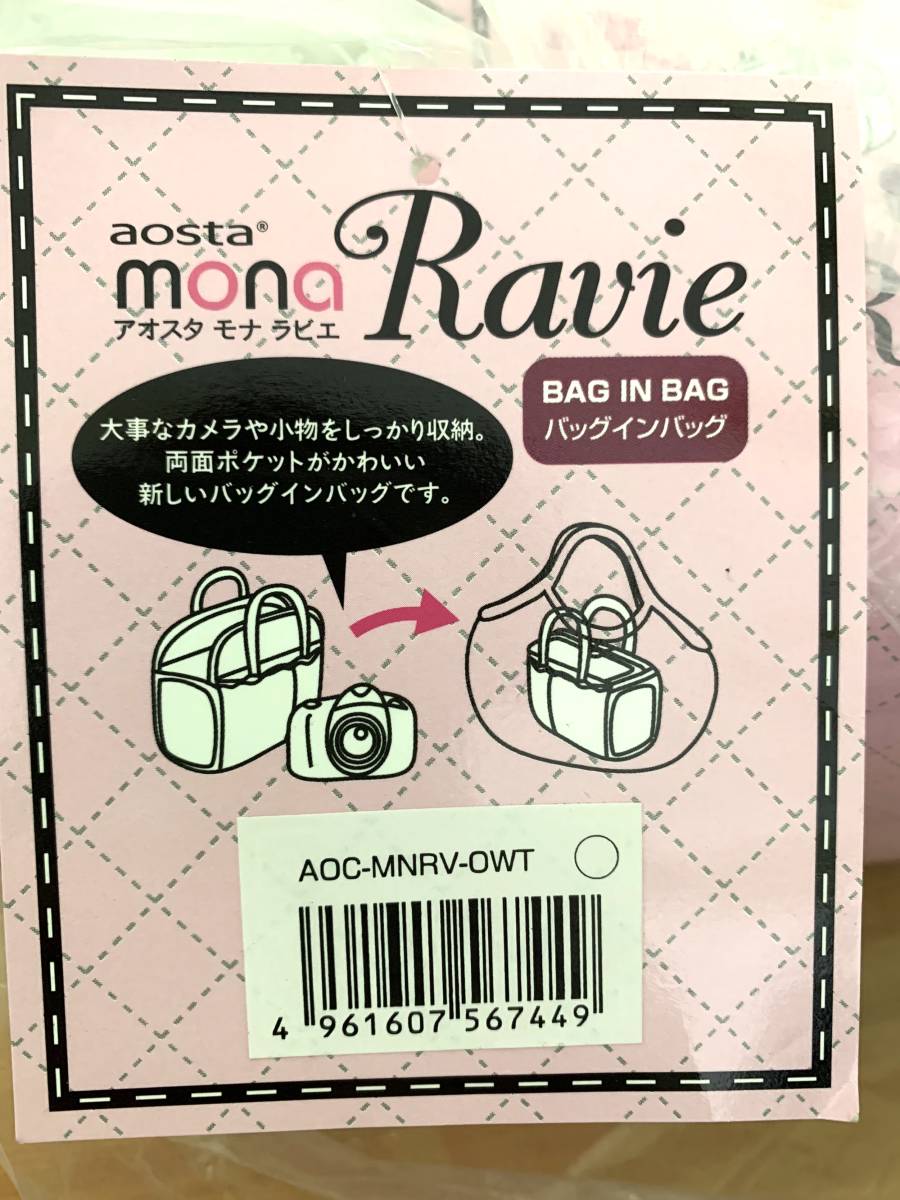 aosta®
mona Ravie
アオスタ モナ ラビエ
BAG IN BAG
バッグインバッグ
大事なカメラや小物をしっかり収納。
両面ポケットがかわいい
新しいバッグインバッグです。
AOC-MNRV-OWT
4 961607 567449